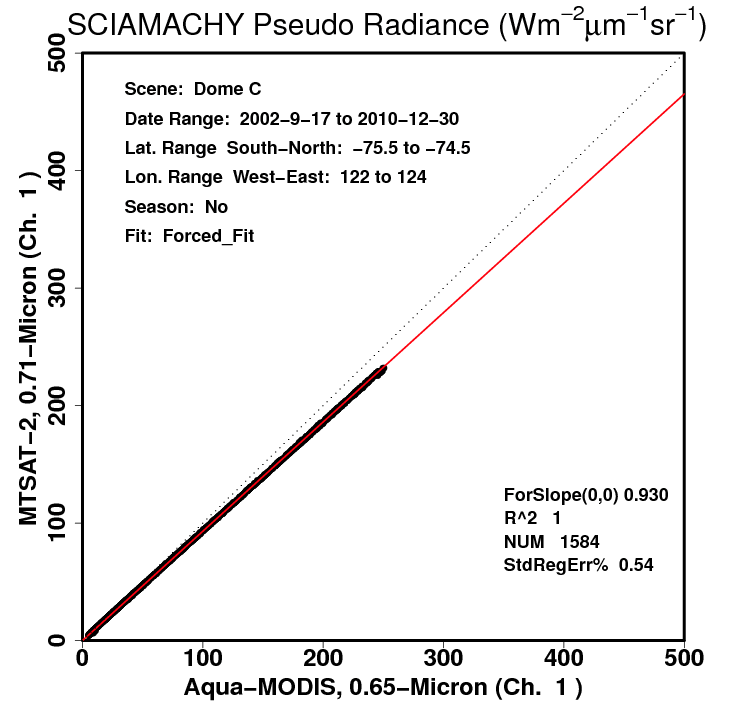 SCIAMACHY Pseudo Radiance (Wm⁻²μm⁻¹sr⁻¹)
Scene: Dome C
Date Range: 2002−9−17 to 2010−12−30
Lat. Range South−North: −75.5 to −74.5
Lon. Range West−East: 122 to 124
Season: No
Fit: Forced_Fit
500
400
300
200
100
0
MTSAT−2, 0.71−Micron (Ch. 1 )
ForSlope(0,0) 0.930
R^2 1
NUM 1584
StdRegErr% 0.54
0 100 200 300 400 500
Aqua−MODIS, 0.65−Micron (Ch. 1 )